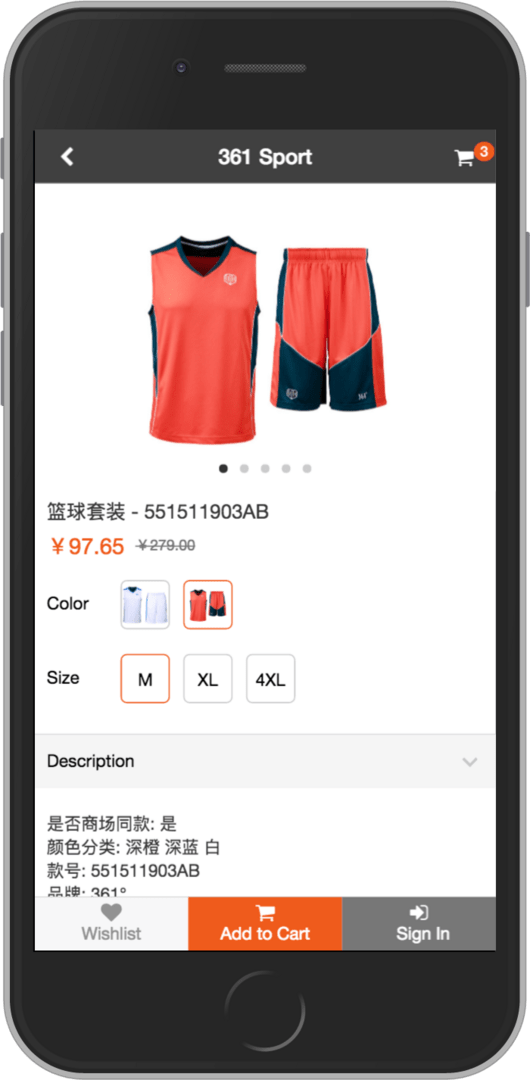 361 Sport
3
篮球套装 - 551511903AB
￥97.65 ￥279.00
Color
Size M XL 4XL
Description
是否商场同款: 是
颜色分类: 深橙 深蓝 白
款号: 551511903AB
品牌: 361°
Wishlist Add to Cart Sign In